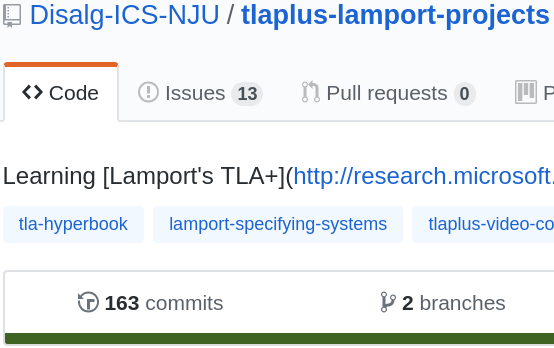 Disalg-ICS-NJU / tlaplus-lamport-projects
Code Issues 13 Pull requests 0 P
Learning [Lamport's TLA+](http://research.microsoft.
tla-hyperbook lamport-specifying-systems tlaplus-video-co
163 commits 2 branches